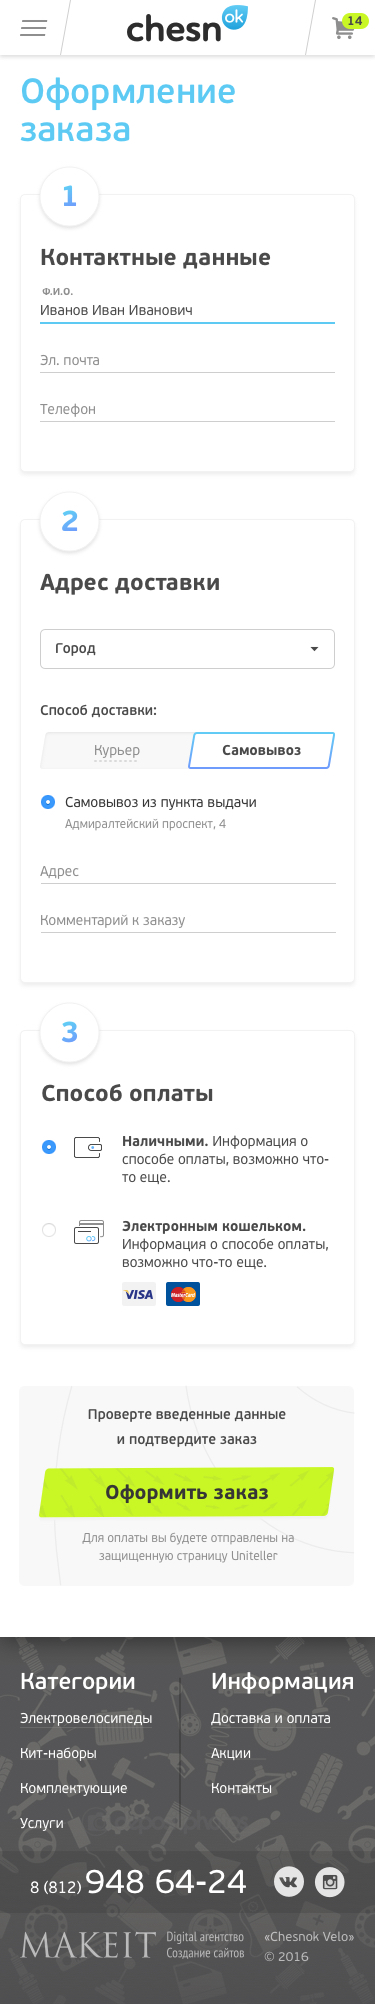 chesn ok
14
Оформление
заказа
1
Контактные данные
Ф.И.О.
Иванов Иван Иванович
Эл. почта
Телефон
2
Адрес доставки
Город
Способ доставки:
Курьер
Самовывоз
Самовывоз из пункта выдачи
Адмиралтейский проспект, 4
Адрес
Комментарий к заказу
3
Способ оплаты
Наличными. Информация о
способе оплаты, возможно что-
то еще.
Электронным кошельком.
Информация о способе оплаты,
возможно что-то еще.
VISA MasterCard
Проверте введенные данные
и подтвердите заказ
Оформить заказ
Для оплаты вы будете отправлены на
защищенную страницу Uniteller
Категории
Электровелосипеды
Кит-наборы
Комплектующие
Услуги
Информация
Доставка и оплата
Акции
Контакты
8 (812) 948 64-24
MAKEIT
Digital агентство
Создание сайтов
«Chesnok Velo»
© 2016